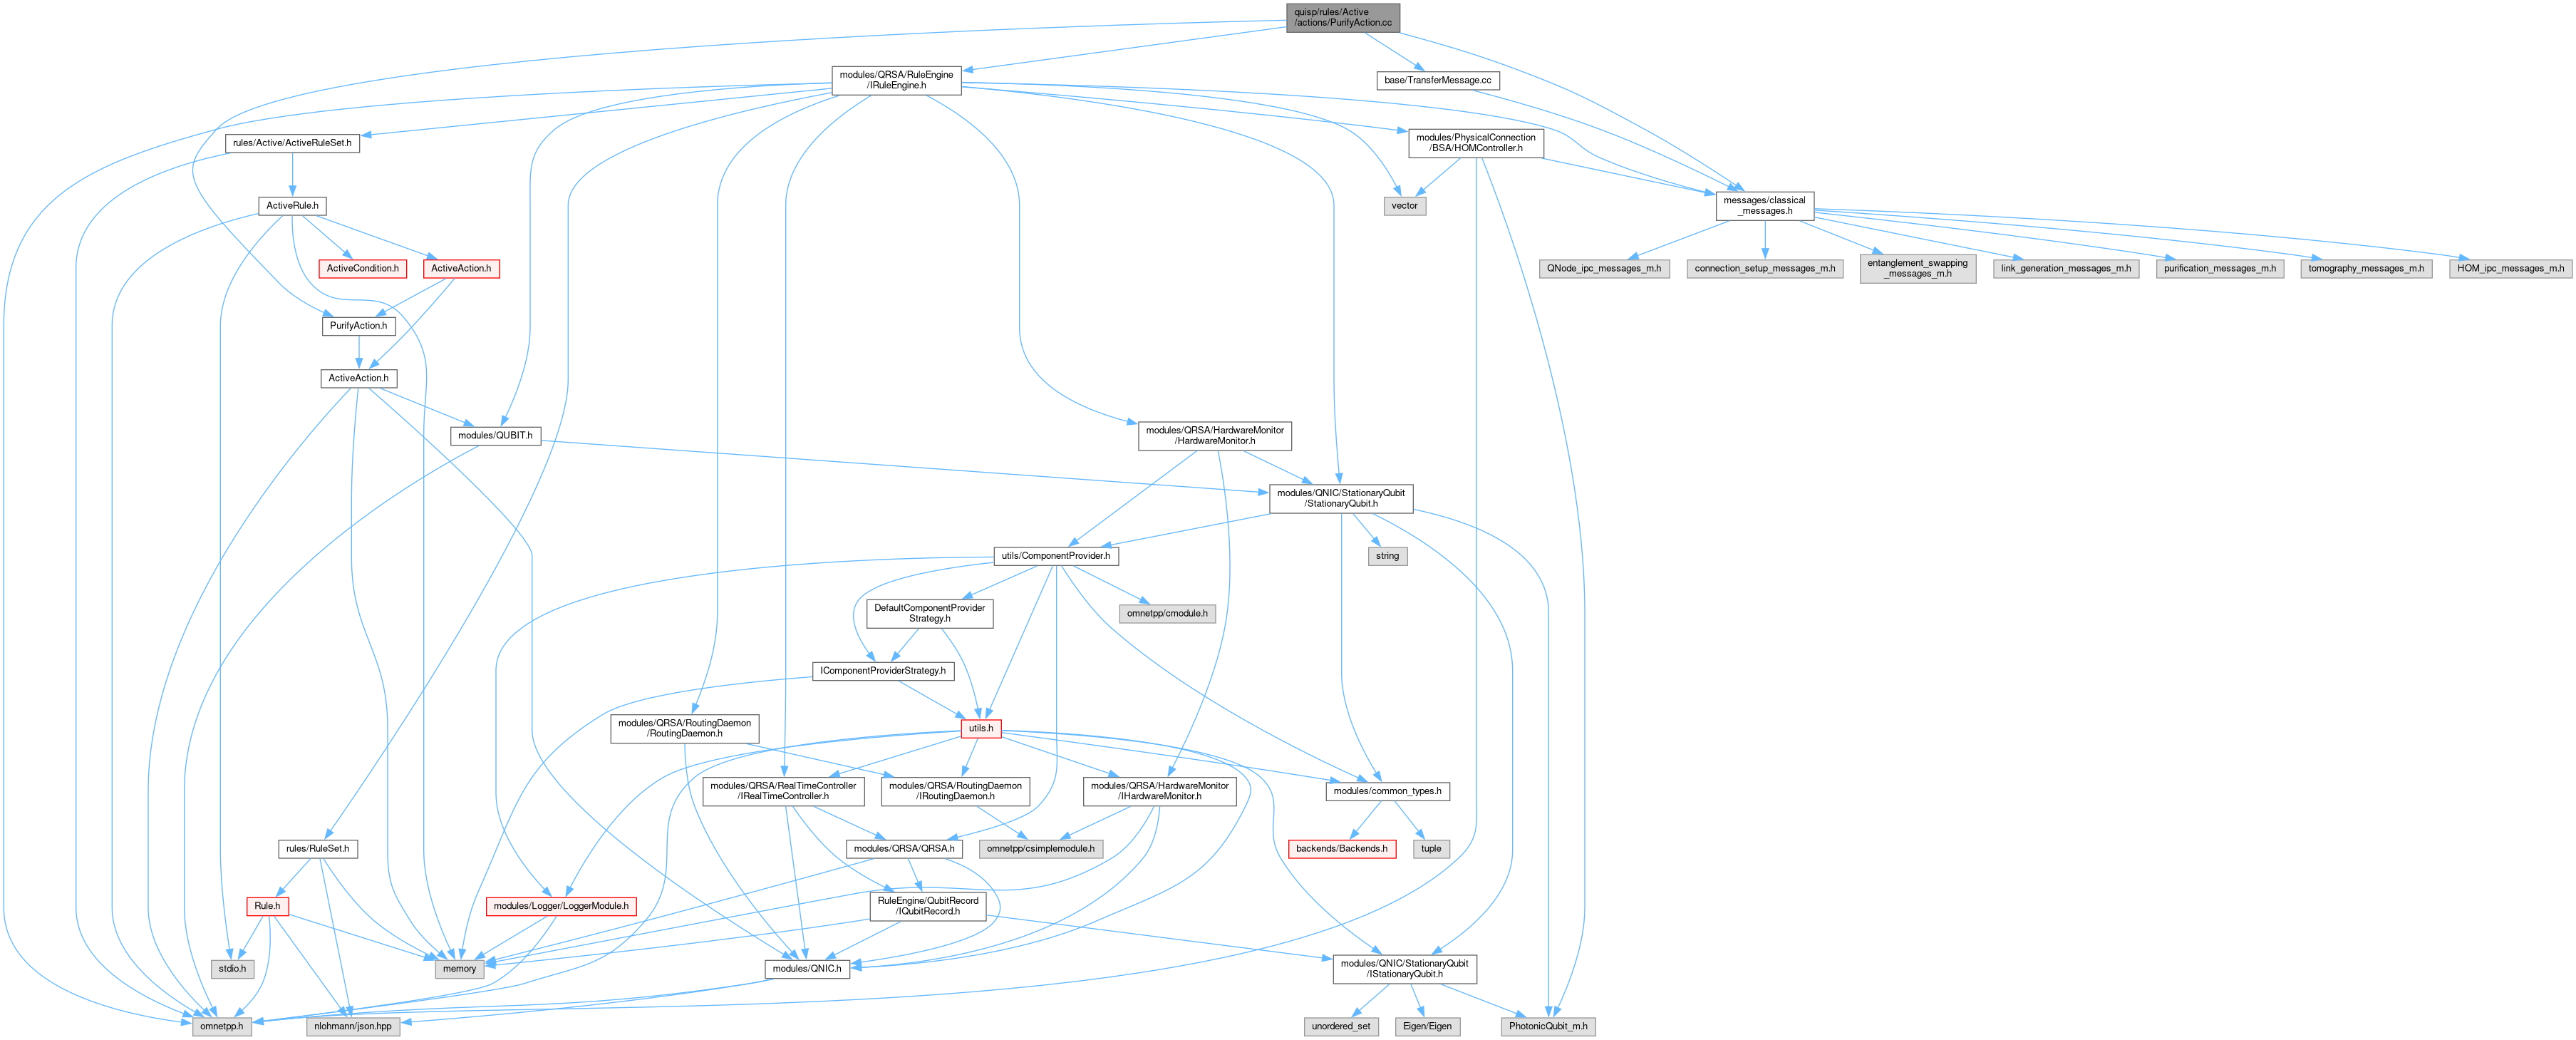 quisp/rules/Active
/actions/PurifyAction.cc
modules/QRSA/RuleEngine
/IRuleEngine.h
base/TransferMessage.cc
rules/Active/ActiveRuleSet.h
modules/PhysicalConnection
/BSA/HOMController.h
ActiveRule.h
vector
messages/classical
_messages.h
ActiveCondition.h
ActiveAction.h
QNode_ipc_messages_m.h
connection_setup_messages_m.h
entanglement_swapping
_messages_m.h
link_generation_messages_m.h
purification_messages_m.h
tomography_messages_m.h
HOM_ipc_messages_m.h
PurifyAction.h
ActiveAction.h
modules/QUBIT.h
modules/QRSA/HardwareMonitor
/HardwareMonitor.h
modules/QNIC/StationaryQubit
/StationaryQubit.h
utils/ComponentProvider.h
string
DefaultComponentProvider
Strategy.h
omnetpp/cmodule.h
IComponentProviderStrategy.h
modules/QRSA/RoutingDaemon
/RoutingDaemon.h
utils.h
modules/QRSA/RealTimeController
/IRealTimeController.h
modules/QRSA/RoutingDaemon
/IRoutingDaemon.h
modules/QRSA/HardwareMonitor
/IHardwareMonitor.h
modules/common_types.h
rules/RuleSet.h
modules/QRSA/QRSA.h
omnetpp/csimplemodule.h
backends/Backends.h
tuple
Rule.h
modules/Logger/LoggerModule.h
RuleEngine/QubitRecord
/IQubitRecord.h
stdio.h
memory
modules/QNIC.h
modules/QNIC/StationaryQubit
/IStationaryQubit.h
omnetpp.h
nlohmann/json.hpp
unordered_set
Eigen/Eigen
PhotonicQubit_m.h